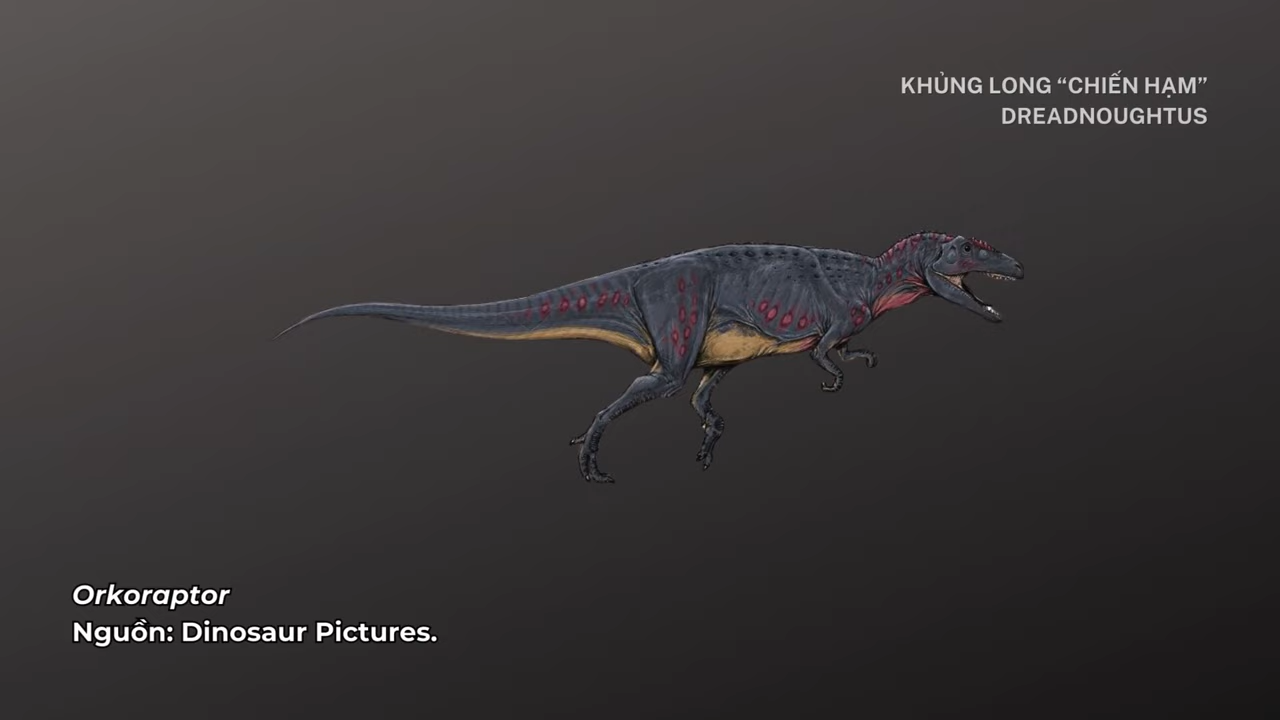 KHỦNG LONG “CHIẾN HẠM”
DREADNOUGHTUS
Orkoraptor
Nguồn: Dinosaur Pictures.